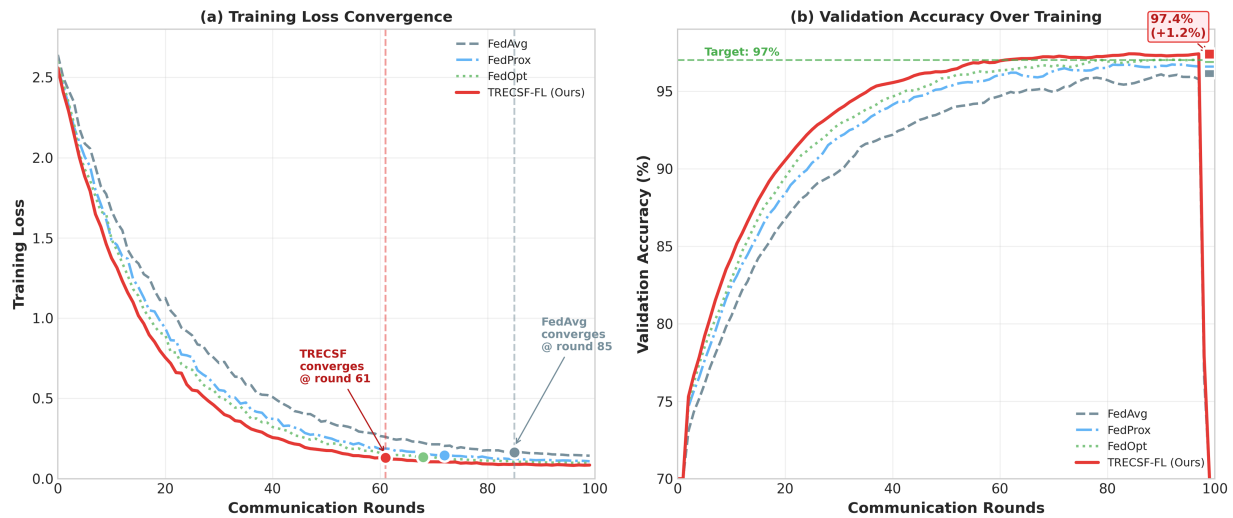 (a) Training Loss Convergence
Training Loss
2.5
2.0
1.5
1.0
0.5
0.0
FedAvg
FedProx
FedOpt
TRECSF-FL (Ours)
TRECSF
converges
@ round 61
FedAvg
converges
@ round 85
0
20
40
60
80
100
Communication Rounds
(b) Validation Accuracy Over Training
97.4%
(+1.2%)
Target: 97%
Validation Accuracy (%)
95
90
85
80
75
70
FedAvg
FedProx
FedOpt
TRECSF-FL (Ours)
0
20
40
60
80
100
Communication Rounds